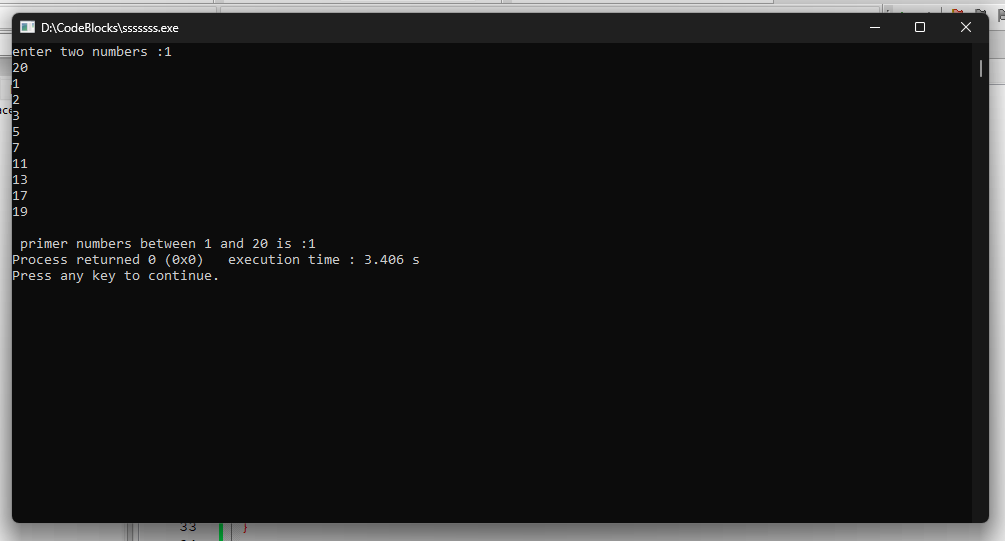 D:\CodeBlocks\sssssss.exe
enter two numbers :1
20
1
2
3
5
7
11
13
17
19
primer numbers between 1 and 20 is :1
Process returned 0 (0x0)   execution time : 3.406 s
Press any key to continue.
33 }